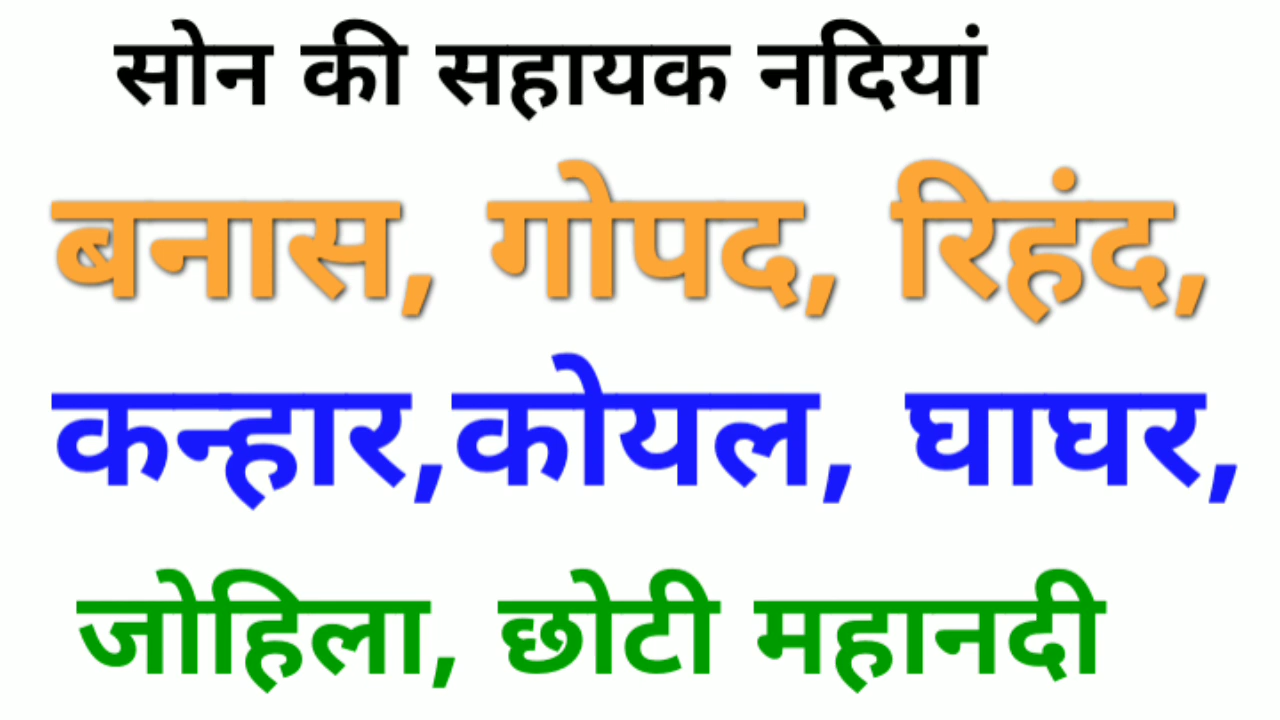 सोन की सहायक नदियां
बनास, गोपद, रिहंद,
कन्हार,कोयल, घाघर,
जोहिला, छोटी महानदी